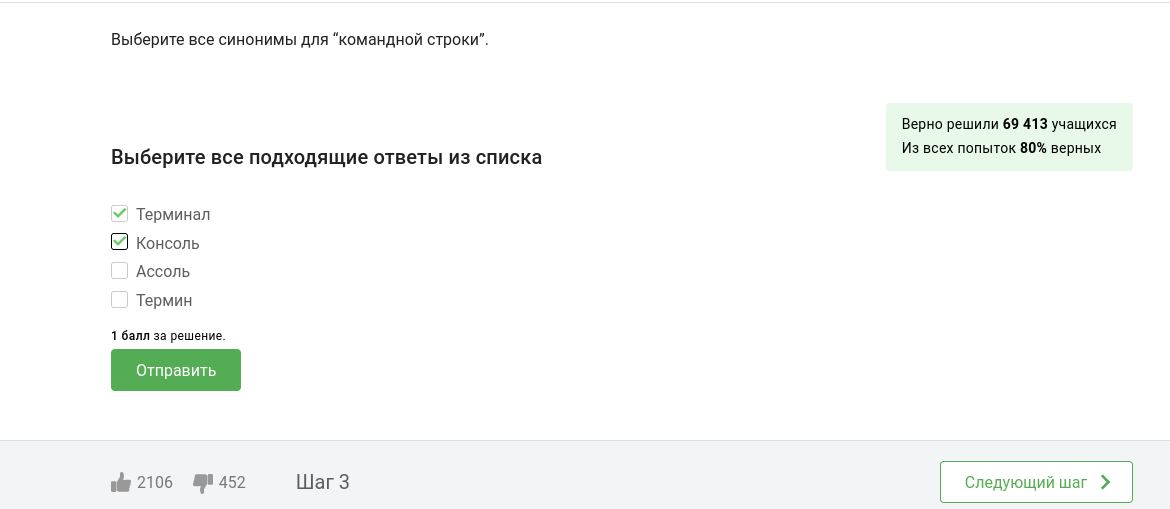 Выберите все синонимы для “командной строки”.
Верно решили 69 413 учащихся
Из всех попыток 80% верных
Выберите все подходящие ответы из списка
Терминал
Консоль
Ассоль
Термин
1 балл за решение.
Отправить
2106 452 Шаг 3 Следующий шаг